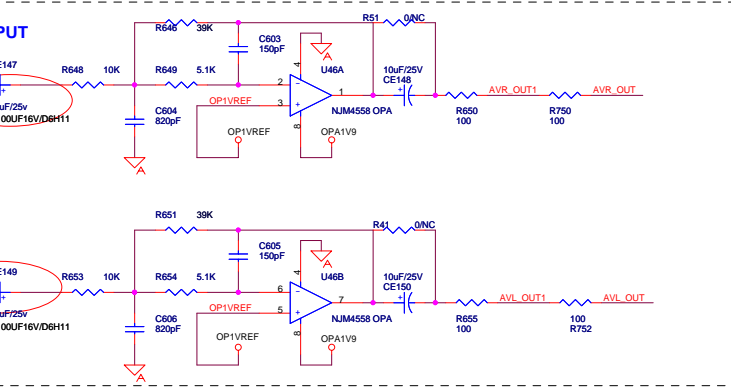 PUT
R646 39K
R51 0/NC
C603
150pF
E147
R648 10K
R649 5.1K
4
U46A
10uF/25V
CE148
2
1
AVR_OUT1
AVR_OUT
OP1VREF
3
uF/25v
00UF16V/D6H11
C604
820pF
NJM4558 OPA
R650
100
R750
100
8
OP1VREF
OPA1V9
A
A
R651 39K
R41 0/NC
C605
150pF
E149
R653 10K
R654 5.1K
4
U46B
10uF/25V
CE150
6
7
AVL_OUT1
AVL_OUT
OP1VREF
5
uF/25v
00UF16V/D6H11
C606
820pF
NJM4558 OPA
R655
100
100
R752
8
OP1VREF
OPA1V9
A
A